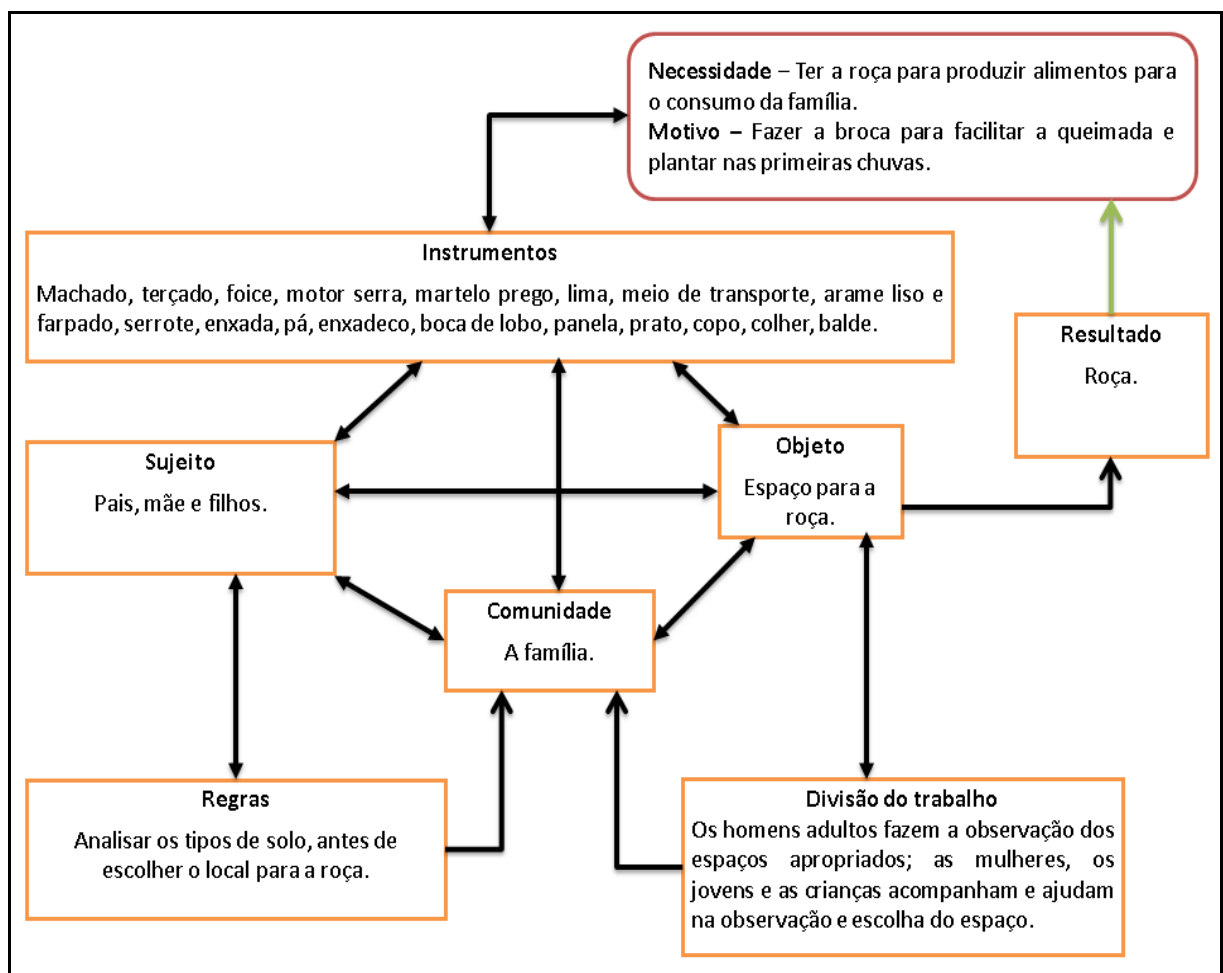 Necessidade – Ter a roça para produzir alimentos para
o consumo da família.
Motivo – Fazer a broca para facilitar a queimada e
plantar nas primeiras chuvas.
Instrumentos
Machado, terçado, foice, motor serra, martelo prego, lima, meio de transporte, arame liso e
farpado, serrote, enxada, pá, enxadeco, boca de lobo, panela, prato, copo, colher, balde.
Resultado
Roça.
Sujeito
Pais, mãe e filhos.
Objeto
Espaço para a
roça.
Comunidade
A família.
Regras
Analisar os tipos de solo, antes de
escolher o local para a roça.
Divisão do trabalho
Os homens adultos fazem a observação dos
espaços apropriados; as mulheres, os
jovens e as crianças acompanham e ajudam
na observação e escolha do espaço.